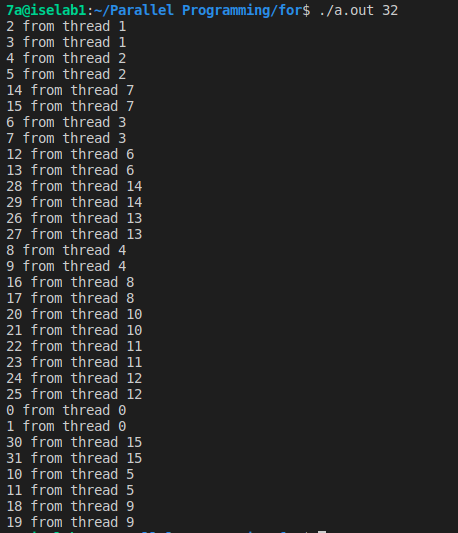 7a@iselab1:~/Parallel Programming/for$ ./a.out 32
2 from thread 1
3 from thread 1
4 from thread 2
5 from thread 2
14 from thread 7
15 from thread 7
6 from thread 3
7 from thread 3
12 from thread 6
13 from thread 6
28 from thread 14
29 from thread 14
26 from thread 13
27 from thread 13
8 from thread 4
9 from thread 4
16 from thread 8
17 from thread 8
20 from thread 10
21 from thread 10
22 from thread 11
23 from thread 11
24 from thread 12
25 from thread 12
0 from thread 0
1 from thread 0
30 from thread 15
31 from thread 15
10 from thread 5
11 from thread 5
18 from thread 9
19 from thread 9